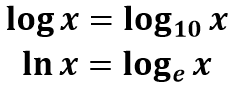 log x = log₁₀ x
ln x = logₑ x